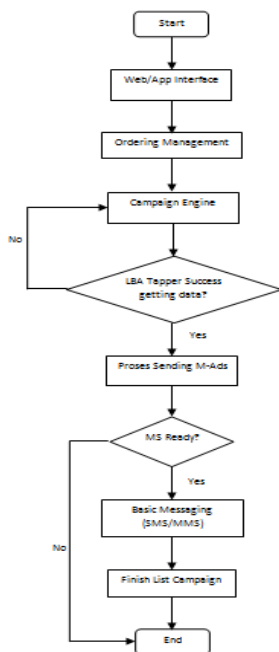 Start
Web/App Interface
Ordering Management
Campaign Engine
No
LBA Tapper Success
getting data?
Yes
Proses Sending M-Ads
MS Ready?
Yes
Basic Messaging
(SMS/MMS)
No
Finish List Campaign
End